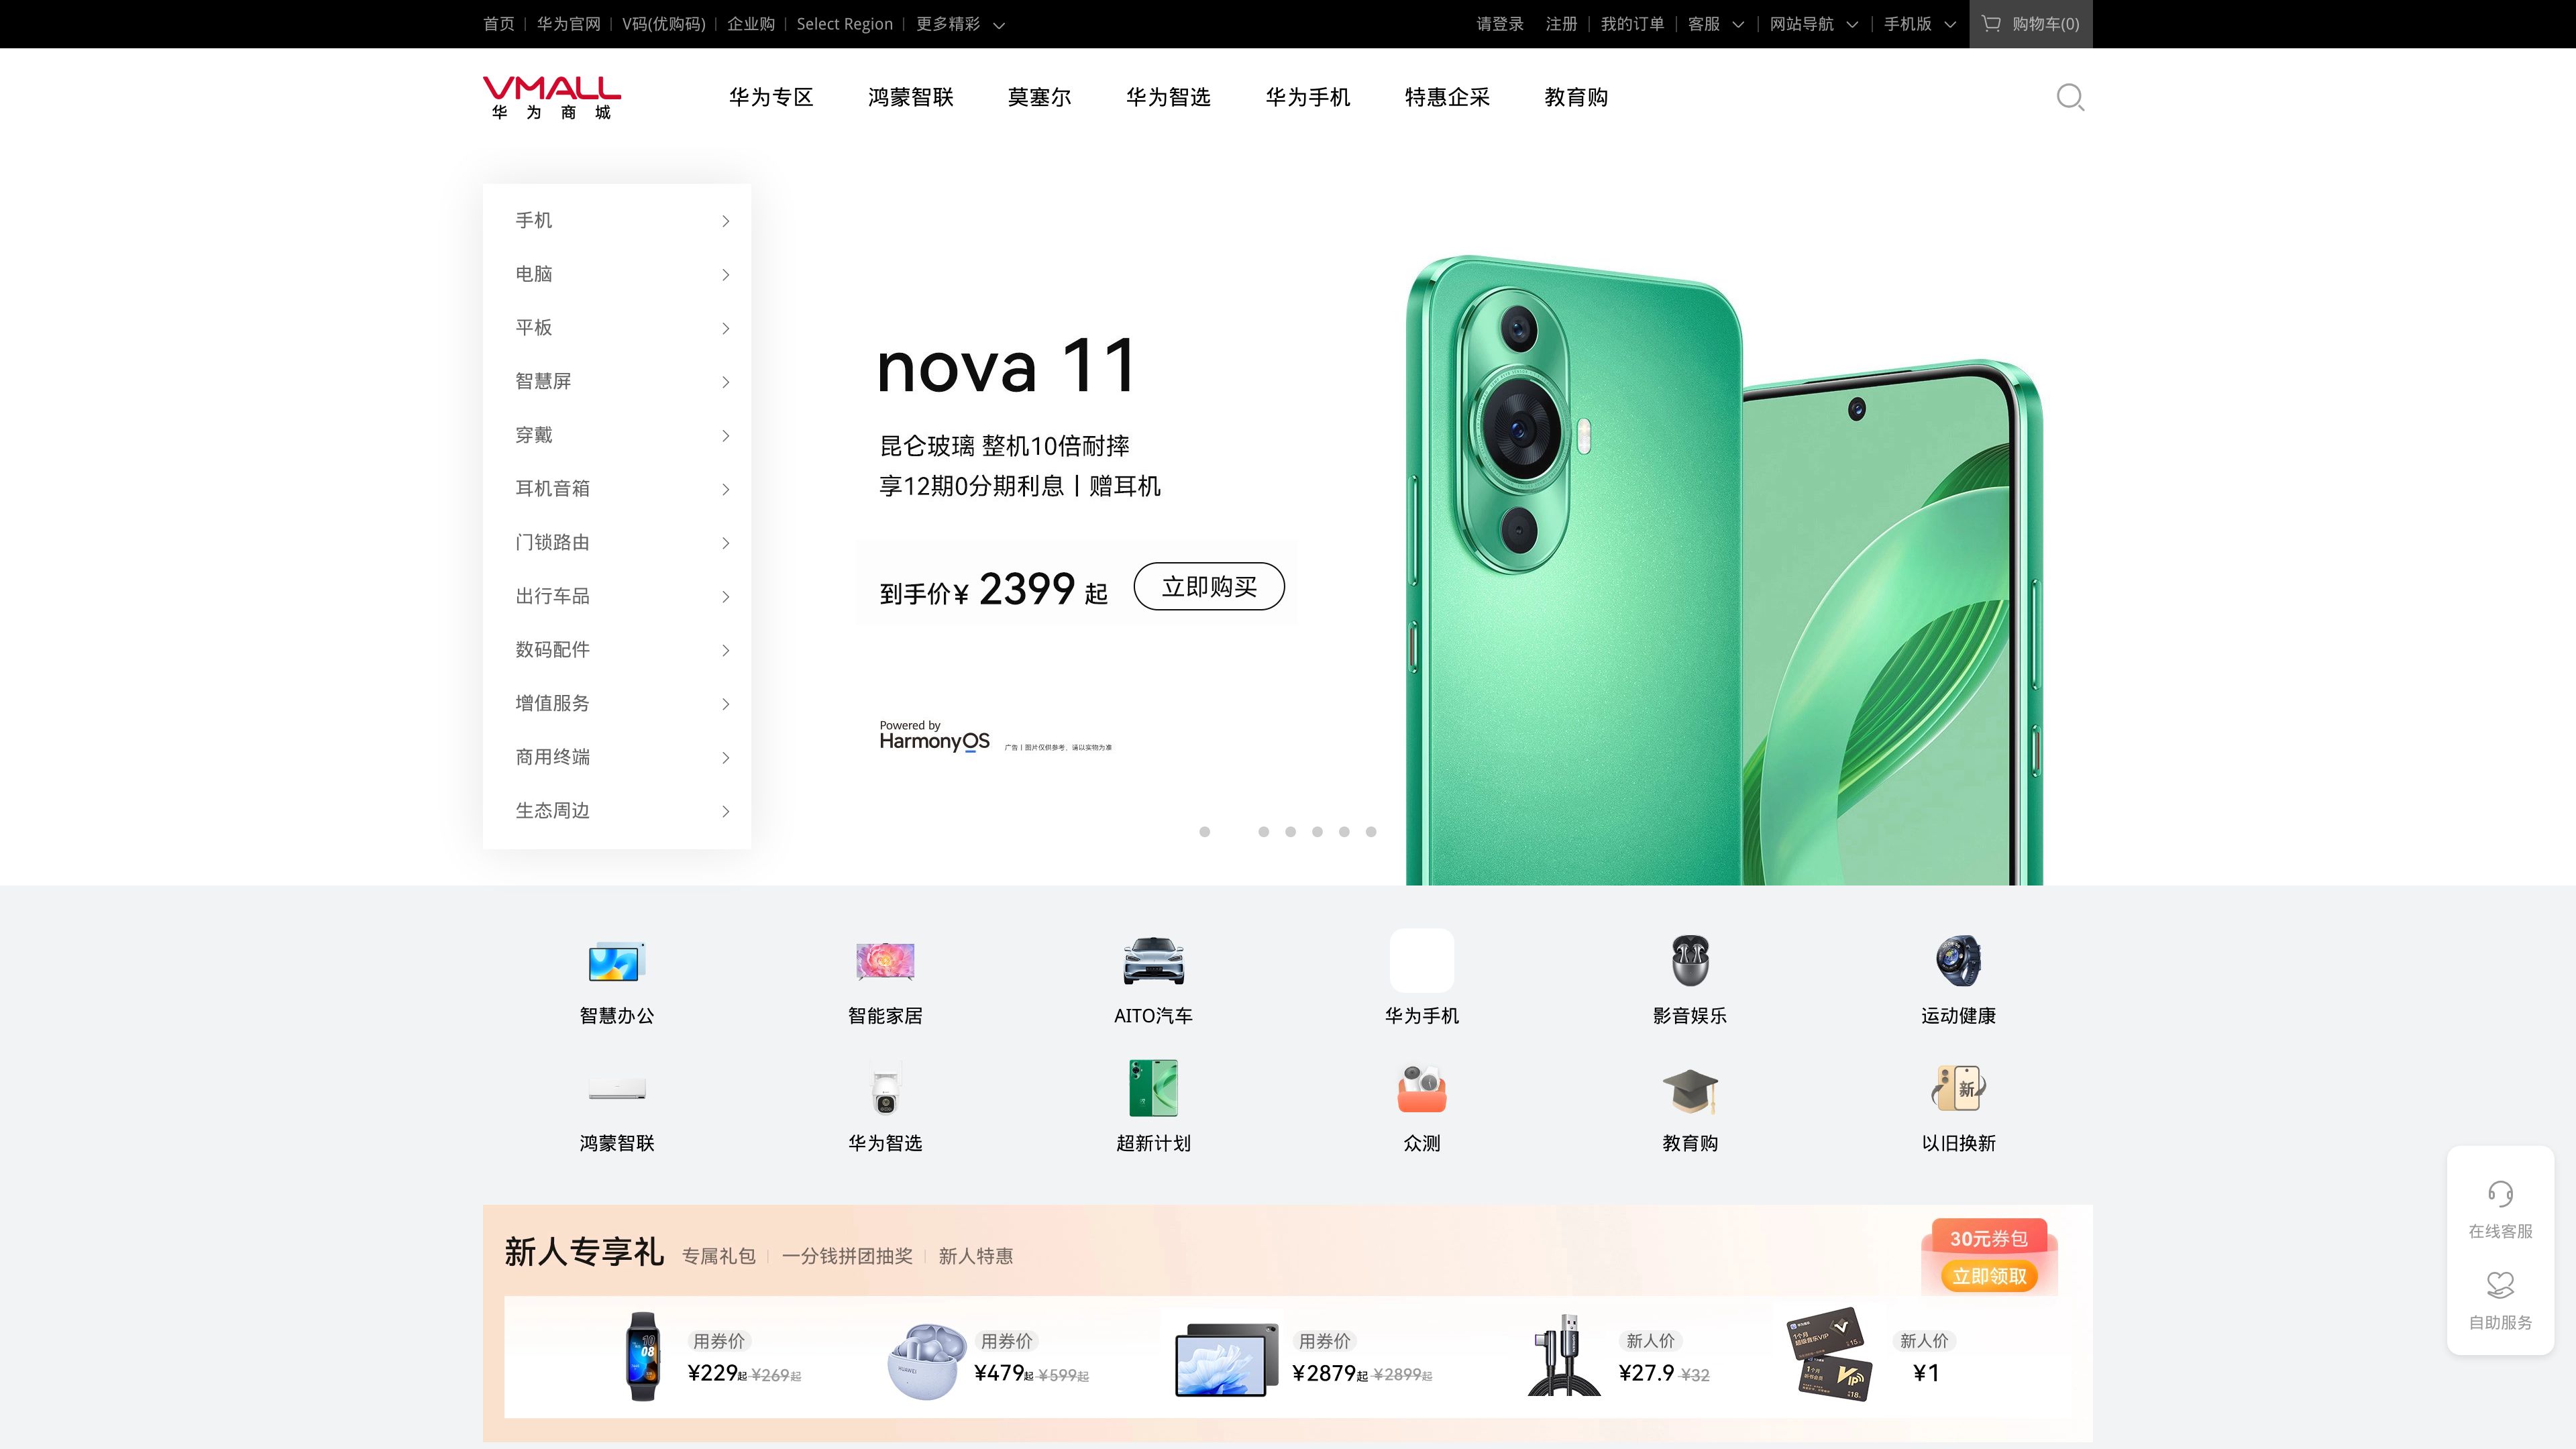 首页 | 华为官网 | V码(优购码) | 企业购 | Select Region | 更多精彩
请登录 注册 | 我的订单 | 客服 | 网站导航 | 手机版 购物车(0)
VMALL
华为商城
华为专区 鸿蒙智联 莫塞尔 华为智选 华为手机 特惠企采 教育购
手机
电脑
平板
智慧屏
穿戴
耳机音箱
门锁路由
出行车品
数码配件
增值服务
商用终端
生态周边
nova 11
昆仑玻璃 整机10倍耐摔
享12期0分期利息丨赠耳机
到手价¥ 2399 起 立即购买
Powered by
HarmonyOS
广告丨图片仅供参考，请以实物为准
智慧办公 智能家居 AITO汽车 华为手机 影音娱乐 运动健康
新
鸿蒙智联 华为智选 超新计划 众测 教育购 以旧换新
在线客服
自助服务
新人专享礼 专属礼包 | 一分钱拼团抽奖 | 新人特惠
30元券包
立即领取
用券价
¥229起 ¥269起
HUAWEI
用券价
¥479起 ¥599起
用券价
¥2879起 ¥2899起
新人价
¥27.9 ¥32
新人价
¥1